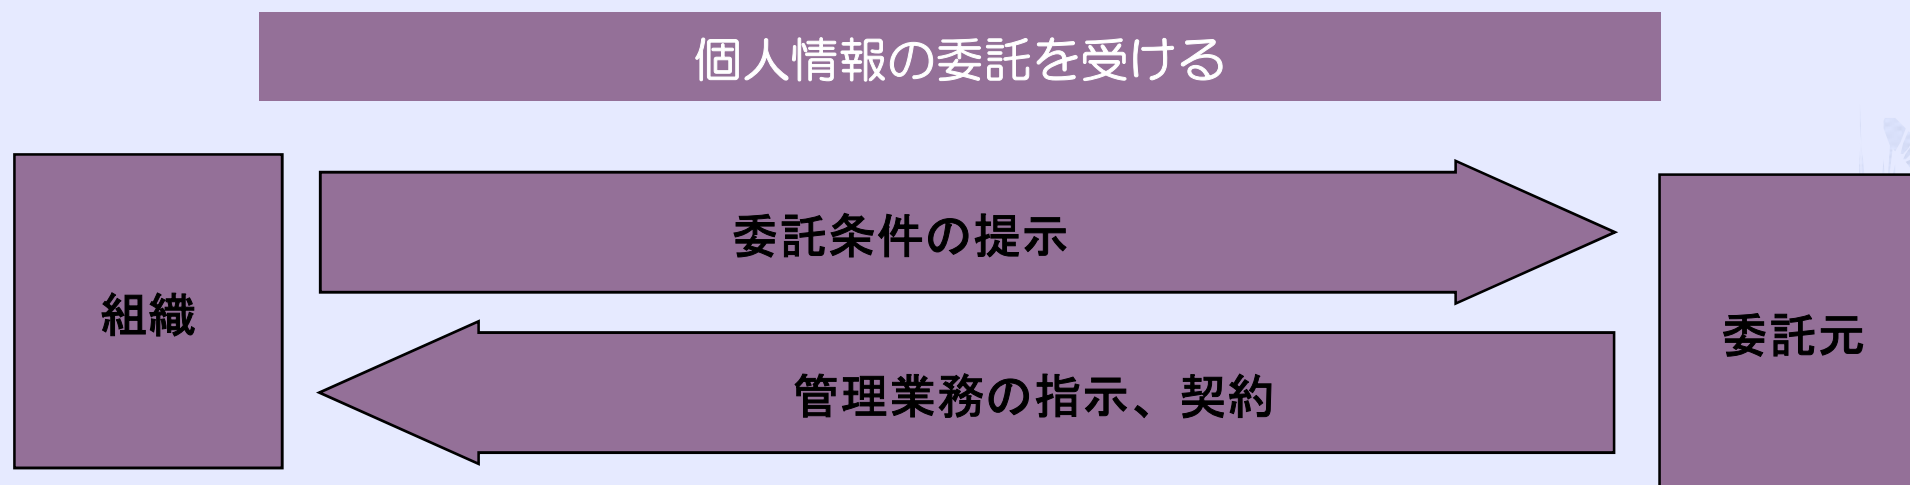 個人情報の委託を受ける
組織
委託条件の提示
管理業務の指示、契約
委託元